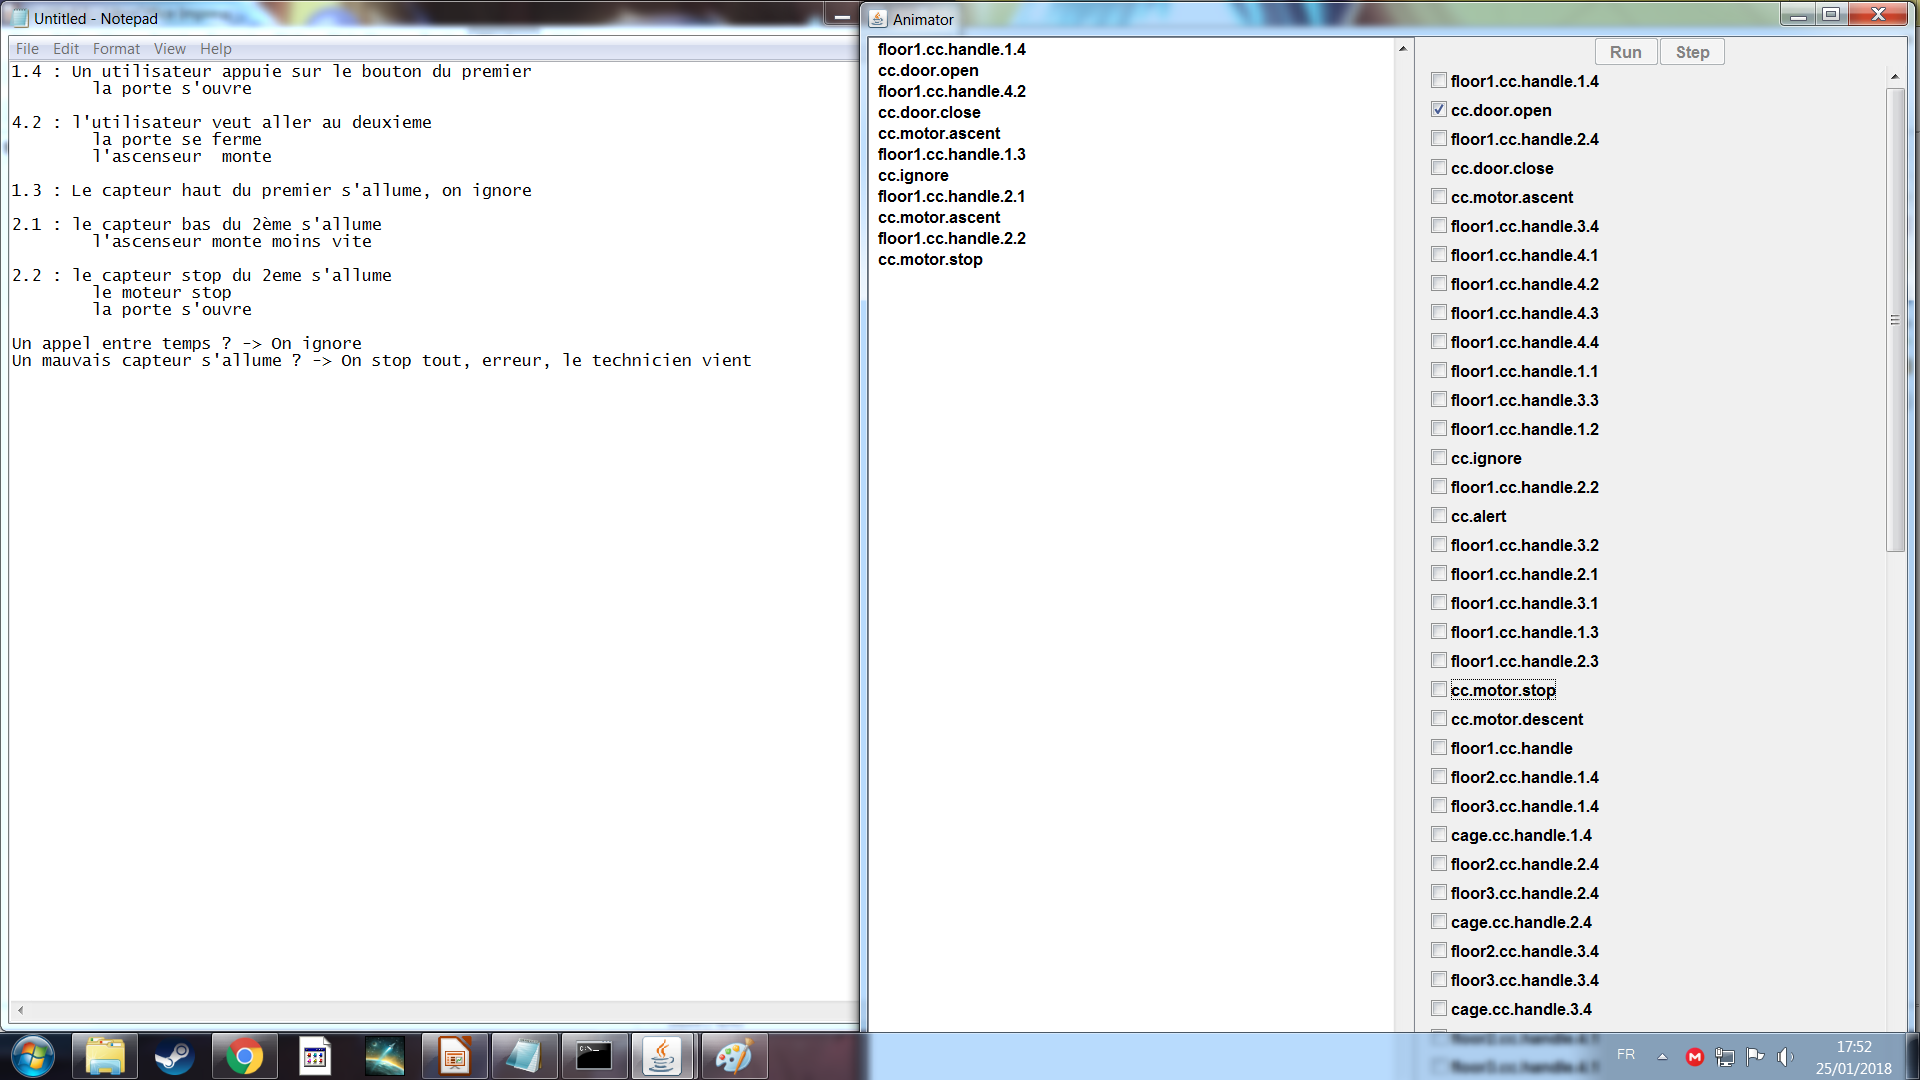 Untitled - Notepad
File Edit Format View Help
1.4 : Un utilisateur appuie sur le bouton du premier
la porte s'ouvre
4.2 : l'utilisateur veut aller au deuxieme
la porte se ferme
l'ascenseur  monte
1.3 : Le capteur haut du premier s'allume, on ignore
2.1 : le capteur bas du 2ème s'allume
l'ascenseur monte moins vite
2.2 : le capteur stop du 2eme s'allume
le moteur stop
la porte s'ouvre
Un appel entre temps ? -> On ignore
Un mauvais capteur s'allume ? -> On stop tout, erreur, le technicien vient
Animator
floor1.cc.handle.1.4
cc.door.open
floor1.cc.handle.4.2
cc.door.close
cc.motor.ascent
floor1.cc.handle.1.3
cc.ignore
floor1.cc.handle.2.1
cc.motor.ascent
floor1.cc.handle.2.2
cc.motor.stop
Run Step
floor1.cc.handle.1.4
cc.door.open
floor1.cc.handle.2.4
cc.door.close
cc.motor.ascent
floor1.cc.handle.3.4
floor1.cc.handle.4.1
floor1.cc.handle.4.2
floor1.cc.handle.4.3
floor1.cc.handle.4.4
floor1.cc.handle.1.1
floor1.cc.handle.3.3
floor1.cc.handle.1.2
cc.ignore
floor1.cc.handle.2.2
cc.alert
floor1.cc.handle.3.2
floor1.cc.handle.2.1
floor1.cc.handle.3.1
floor1.cc.handle.1.3
floor1.cc.handle.2.3
cc.motor.stop
cc.motor.descent
floor1.cc.handle
floor2.cc.handle.1.4
floor3.cc.handle.1.4
cage.cc.handle.1.4
floor2.cc.handle.2.4
floor3.cc.handle.2.4
cage.cc.handle.2.4
floor2.cc.handle.3.4
floor3.cc.handle.3.4
cage.cc.handle.3.4
FR
17:52
25/01/2018